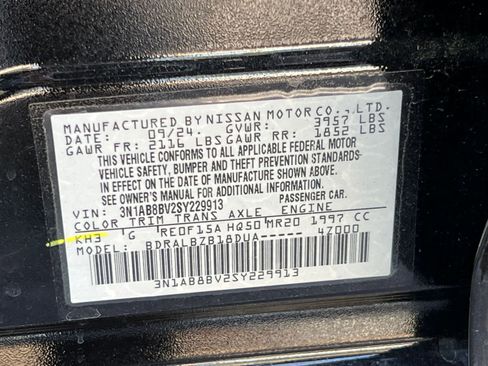 MANUFACTURED BY NISSAN MOTOR CO., LTD.
DATE: 09/24. GVWR: 3957 LBS
GAWR FR: 2116 LBS GAWR RR: 1852 LBS
THIS VEHICLE CONFORMS TO ALL APPLICABLE FEDERAL MOTOR
VEHICLE SAFETY, BUMPER AND THEFT PREVENTION STANDARDS
IN EFFECT ON THE DATE OF MANUFACTURE SHOWN ABOVE.
SEE OWNER'S MANUAL FOR ADDITIONAL INFORMATION
VIN: 3N1AB8BV2SY229913 PASSENGER CAR.
COLOR TRIM TRANS AXLE ENGINE
KH3 G RE0F15A HQ50 MR20 1997 CC
MODEL: BDRALBZB18DUA----- 4Z000
3N1AB8BV2SY229913